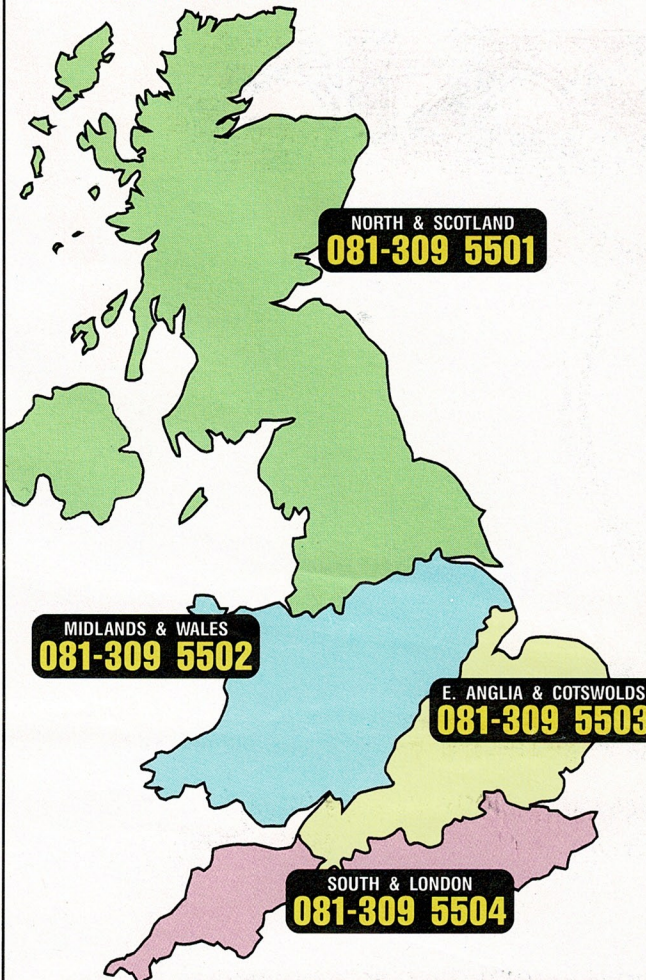 NORTH & SCOTLAND
081-309 5501
MIDLANDS & WALES
081-309 5502
E. ANGLIA & COTSWOLDS
081-309 5503
SOUTH & LONDON
081-309 5504